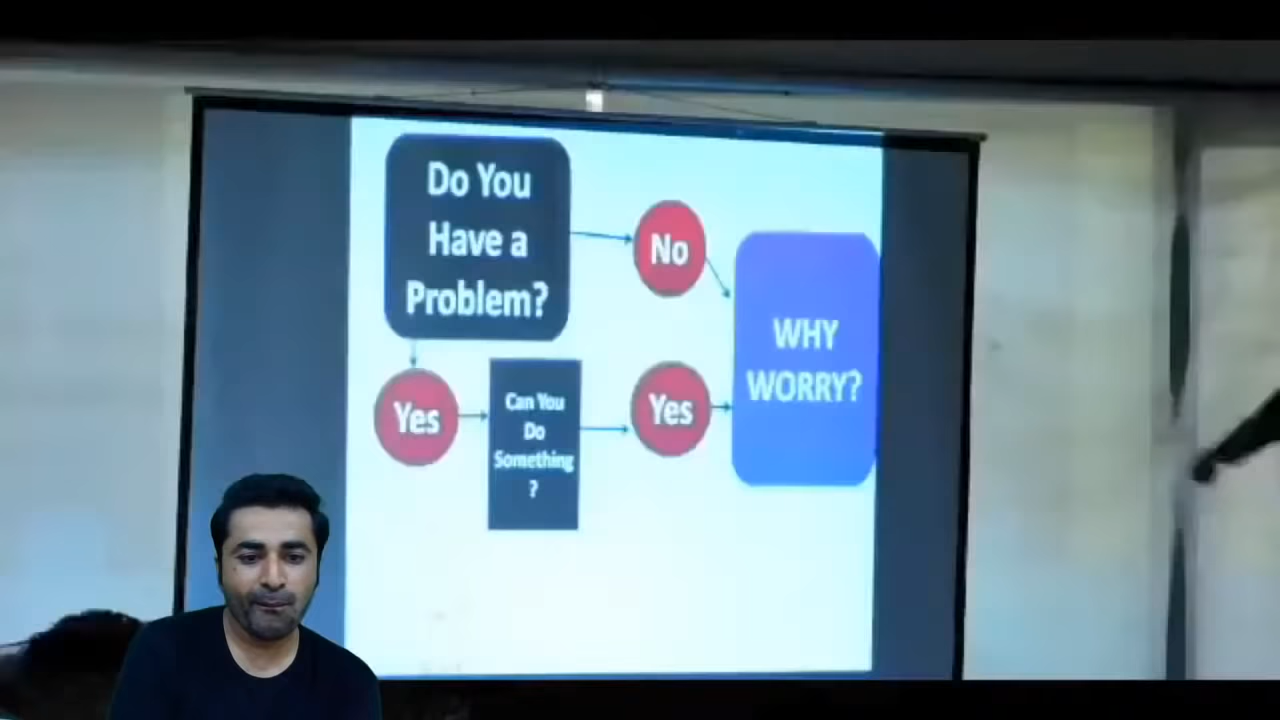 Do You
Have a
Problem?
No
WHY
WORRY?
Yes
Can You
Do
Something
?
Yes